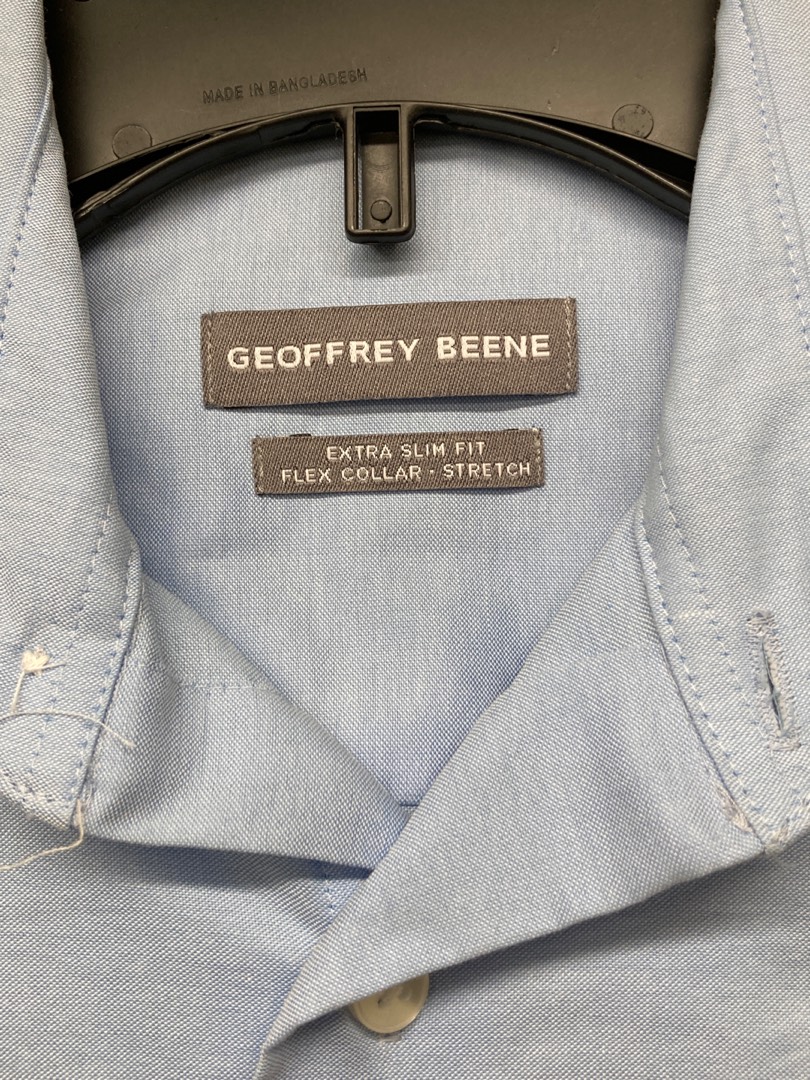 MADE IN BANGLADESH
GEOFFREY BEENE
EXTRA SLIM FIT
FLEX COLLAR · STRETCH